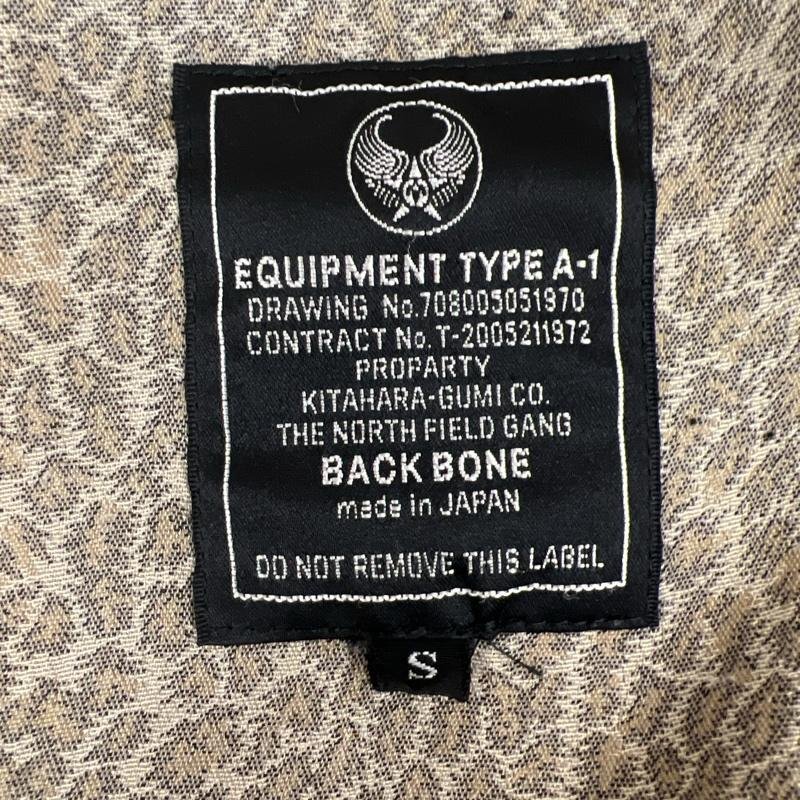 EQUIPMENT TYPE A-1
DRAWING No.708005051970
CONTRACT No.T-2005211972
PROPARTY
KITAHARA-GUMI CO.
THE NORTH FIELD GANG
BACK BONE
made in JAPAN
DO NOT REMOVE THIS LABEL
S